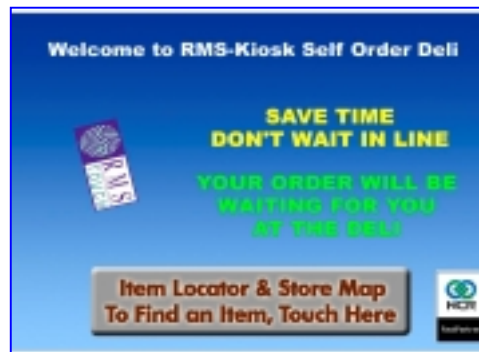 Welcome to RMS-Kiosk Self Order Deli
SAVE TIME
DON'T WAIT IN LINE
RMS
YOUR ORDER WILL BE
WAITING FOR YOU
AT THE DELI
Item Locator & Store Map
To Find an Item, Touch Here
NCR